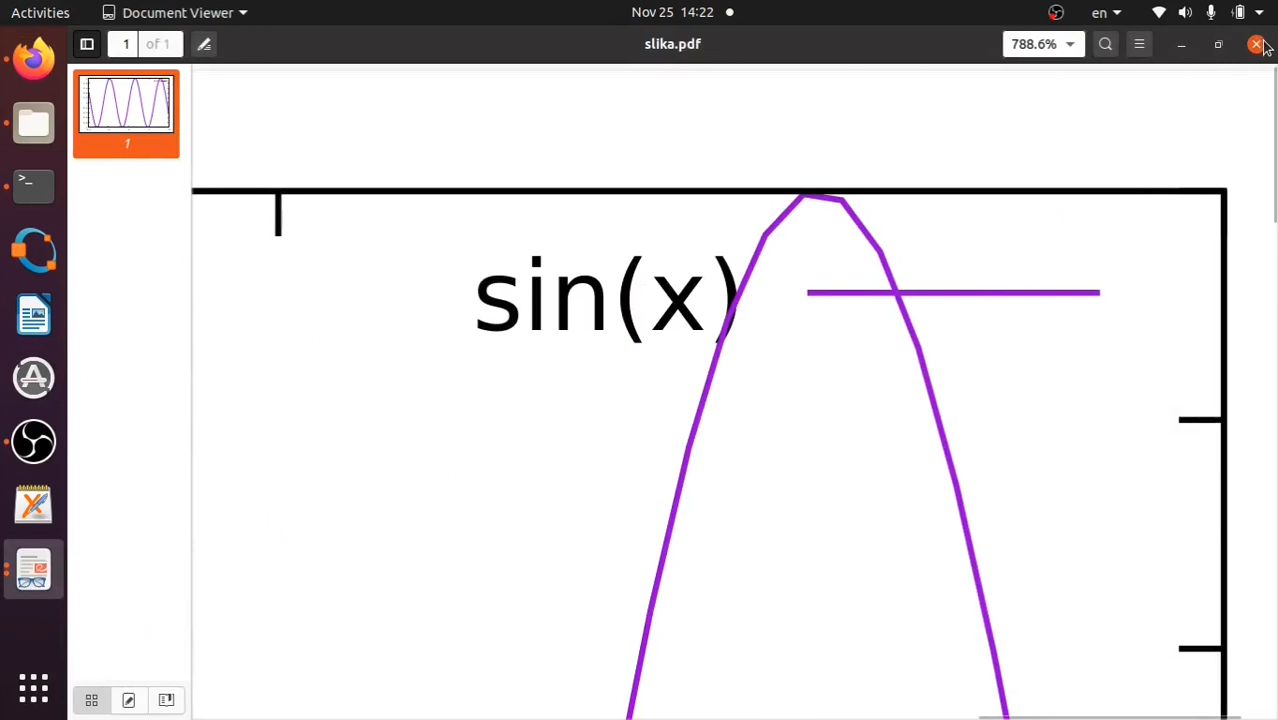 Activities
Document Viewer
Nov 25 14:22
en
1 of 1
slika.pdf
788.6%
1
sin(x)